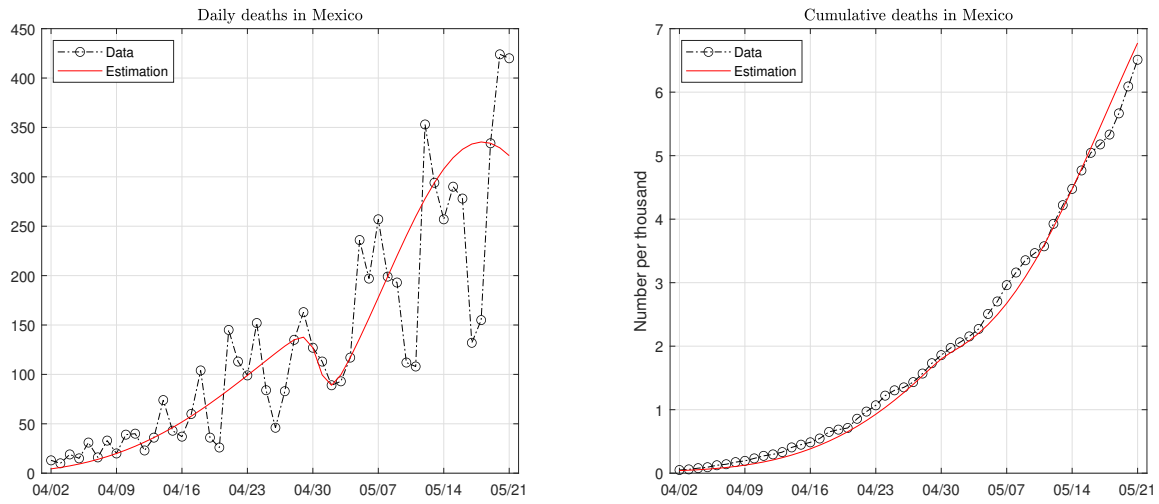 Daily deaths in Mexico
450
400
350
300
250
200
150
100
50
0
Data
Estimation
04/02 04/09 04/16 04/23 04/30 05/07 05/14 05/21
Cumulative deaths in Mexico
Number per thousand
7
6
5
4
3
2
1
0
Data
Estimation
04/02 04/09 04/16 04/23 04/30 05/07 05/14 05/21